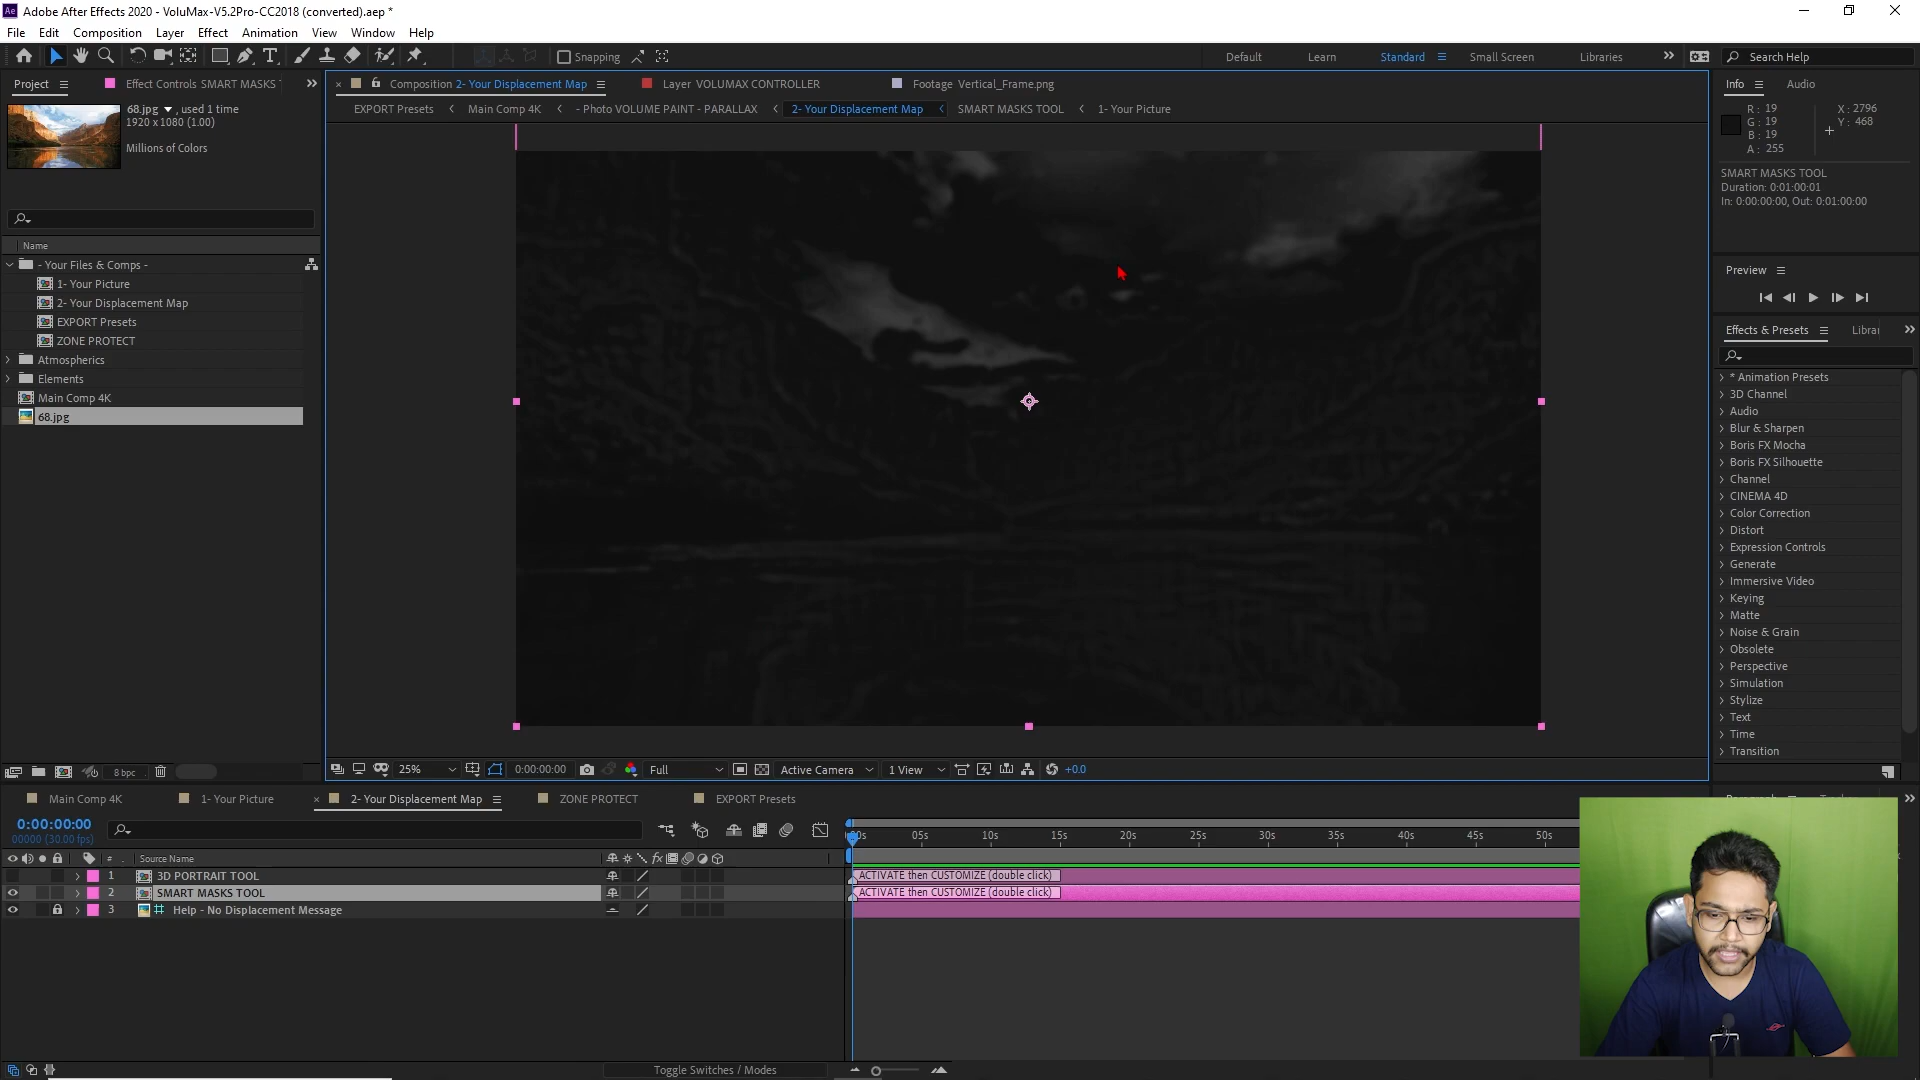 Adobe After Effects 2020 - VoluMax-V5.2Pro-CC2018 (converted).aep *
File Edit Composition Layer Effect Animation View Window Help
Snapping
Default Learn Standard Small Screen Libraries
Search Help
Project
Effect Controls SMART MASKS
68.jpg , used 1 time
1920 x 1080 (1.00)
Millions of Colors
Name
- Your Files & Comps -
1- Your Picture
2- Your Displacement Map
EXPORT Presets
ZONE PROTECT
Atmospherics
Elements
Main Comp 4K
68.jpg
8 bpc
Composition 2- Your Displacement Map
Layer VOLUMAX CONTROLLER
Footage Vertical_Frame.png
EXPORT Presets Main Comp 4K - Photo VOLUME PAINT - PARALLAX 2- Your Displacement Map SMART MASKS TOOL 1- Your Picture
25% 0:00:00:00 Full Active Camera 1 View +0.0
Info Audio
R : 19
G : 19
B : 19
A : 255
X : 2796
Y : 468
SMART MASKS TOOL
Duration: 0:01:00:01
In: 0:00:00:00, Out: 0:01:00:00
Preview
Effects & Presets Librar
* Animation Presets
3D Channel
Audio
Blur & Sharpen
Boris FX Mocha
Boris FX Silhouette
Channel
CINEMA 4D
Color Correction
Distort
Expression Controls
Generate
Immersive Video
Keying
Matte
Noise & Grain
Obsolete
Perspective
Simulation
Stylize
Text
Time
Transition
Main Comp 4K 1- Your Picture 2- Your Displacement Map ZONE PROTECT EXPORT Presets
0:00:00:00
00000 (30.00 fps)
05s 10s 15s 20s 25s 30s 35s 40s 45s 50s
# Source Name
1 3D PORTRAIT TOOL ACTIVATE then CUSTOMIZE (double click)
2 SMART MASKS TOOL ACTIVATE then CUSTOMIZE (double click)
3 Help - No Displacement Message
Toggle Switches / Modes